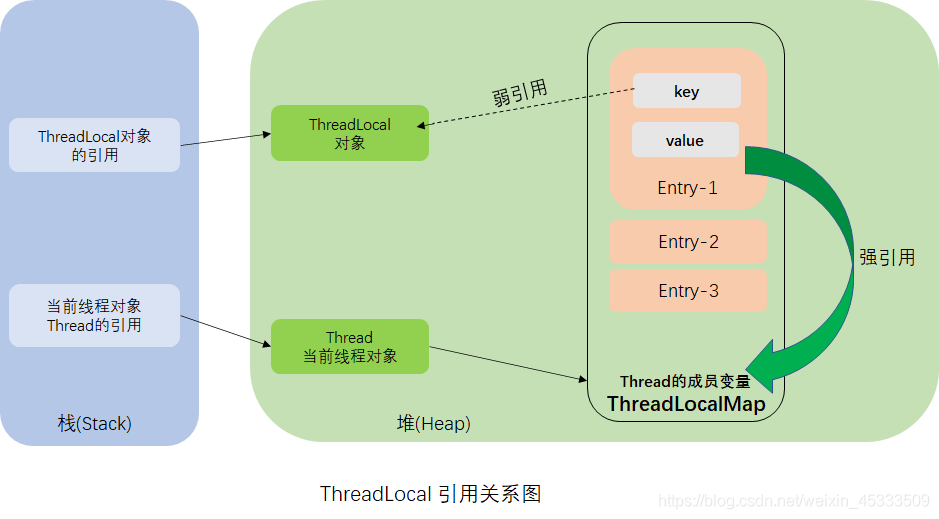 ThreadLocal对象
的引用
当前线程对象
Thread的引用
栈(Stack)
ThreadLocal
对象
Thread
当前线程对象
堆(Heap)
弱引用
key
value
Entry-1
Entry-2
Entry-3
强引用
Thread的成员变量
ThreadLocalMap
ThreadLocal 引用关系图
https://blog.csdn.net/weixin_45333509